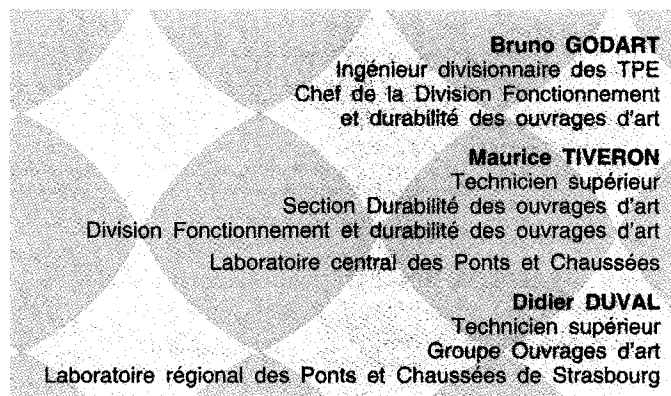 Bruno GODART
Ingénieur divisionnaire des TPE
Chef de la Division Fonctionnement
et durabilité des ouvrages d'art
Maurice TIVERON
Technicien supérieur
Section Durabilité des ouvrages d'art
Division Fonctionnement et durabilité des ouvrages d'art
Laboratoire central des Ponts et Chaussées
Didier DUVAL
Technicien supérieur
Groupe Ouvrages d'art
Laboratoire régional des Ponts et Chaussées de Strasbourg